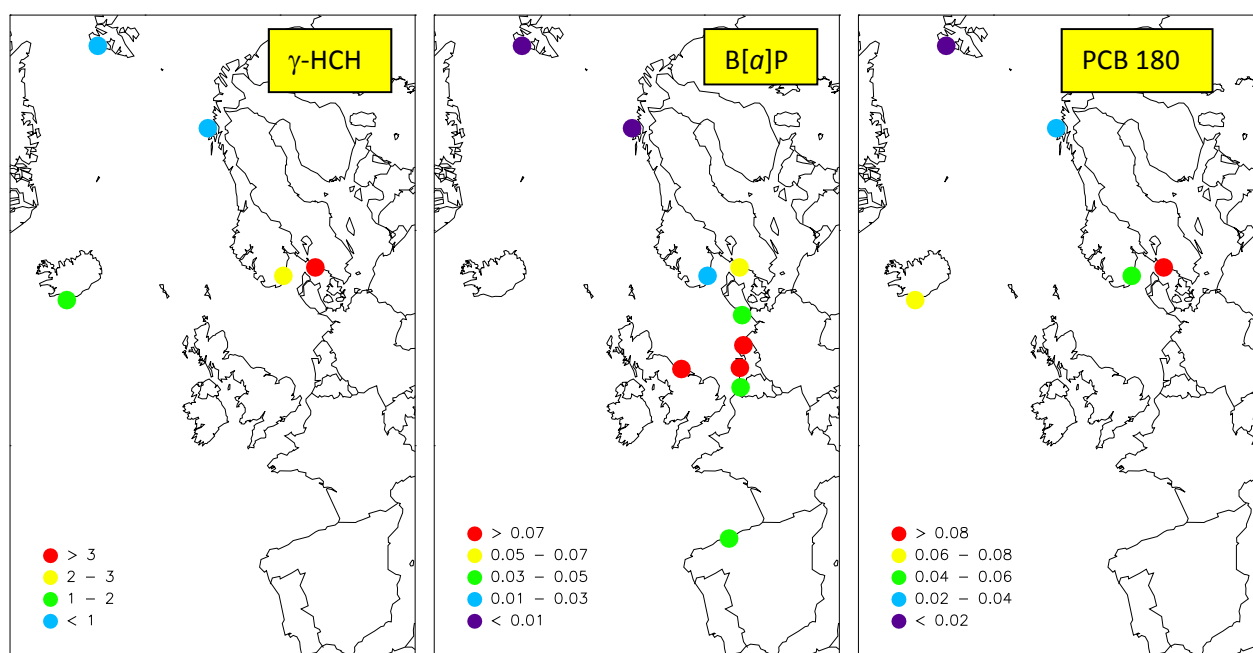 γ-HCH
> 3
2 – 3
1 – 2
< 1
B[a]P
> 0.07
0.05 – 0.07
0.03 – 0.05
0.01 – 0.03
< 0.01
PCB 180
> 0.08
0.06 – 0.08
0.04 – 0.06
0.02 – 0.04
< 0.02